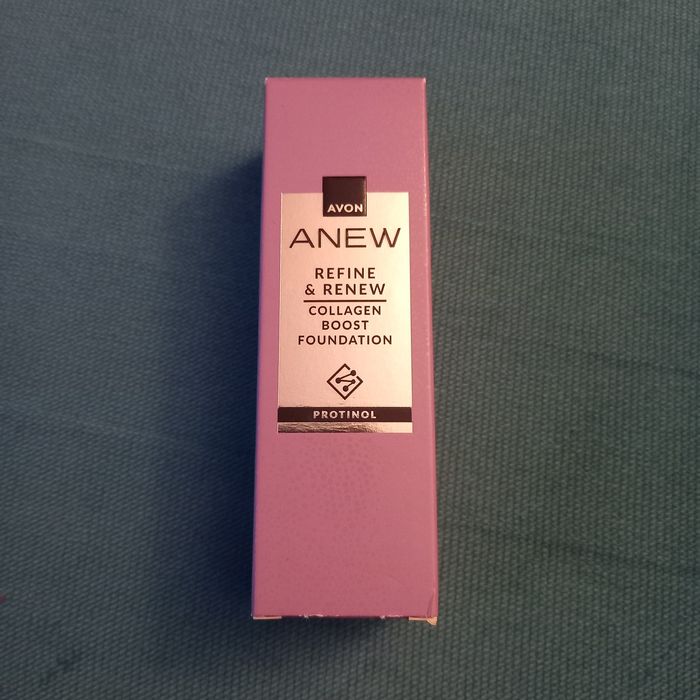 AVON
ANEW
REFINE
& RENEW
COLLAGEN
BOOST
FOUNDATION
PROTINOL